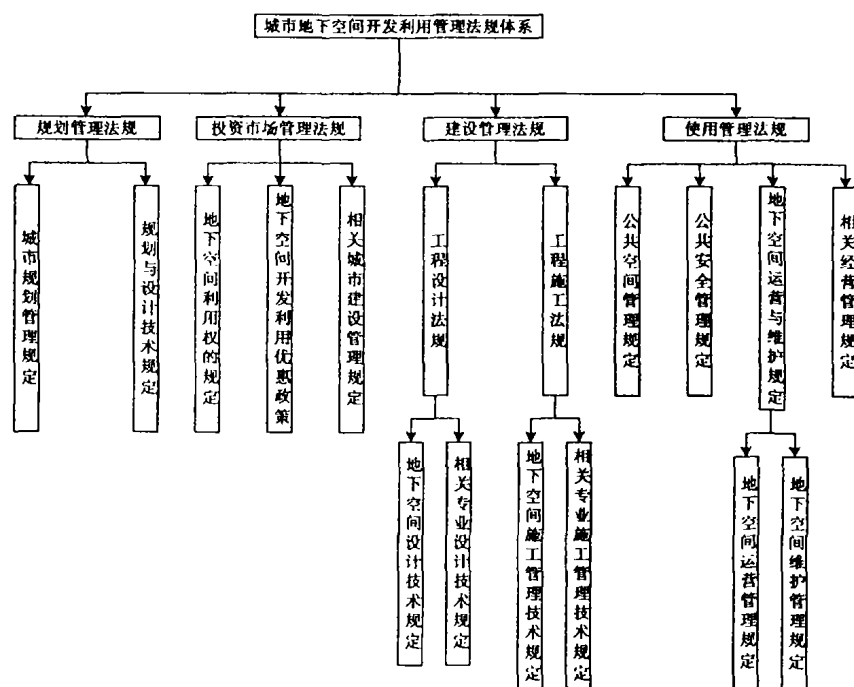 城市地下空间开发利用管理法规体系
规划管理法规
投资市场管理法规
建设管理法规
使用管理法规
城市规划管理规定
规划与设计技术规定
地下空间利用权的规定
地下空间开发利用优惠政策
相关城市建设管理规定
工程设计法规
工程施工法规
公共空间管理规定
公共安全管理规定
地下空间运营与维护规定
相关经营管理规定
地下空间设计技术规定
相关专业设计技术规定
地下空间施工管理技术规定
相关专业施工管理技术规定
地下空间运营管理规定
地下空间维护管理规定